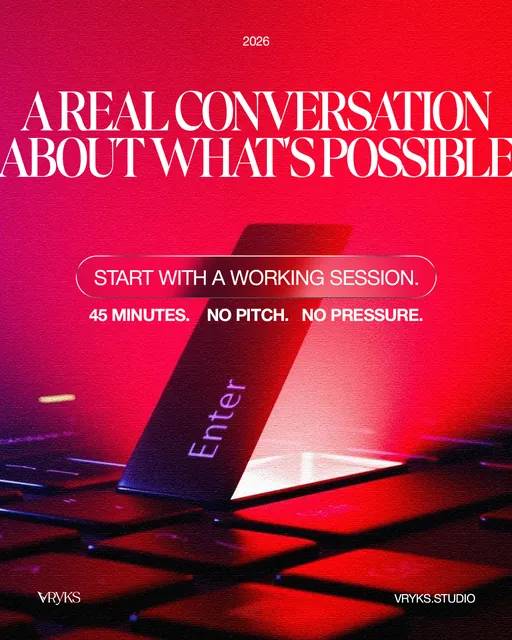 2026
A REAL CONVERSATION
ABOUT WHAT'S POSSIBLE
START WITH A WORKING SESSION.
45 MINUTES. NO PITCH. NO PRESSURE.
Enter
VRYKS
VRYKS.STUDIO